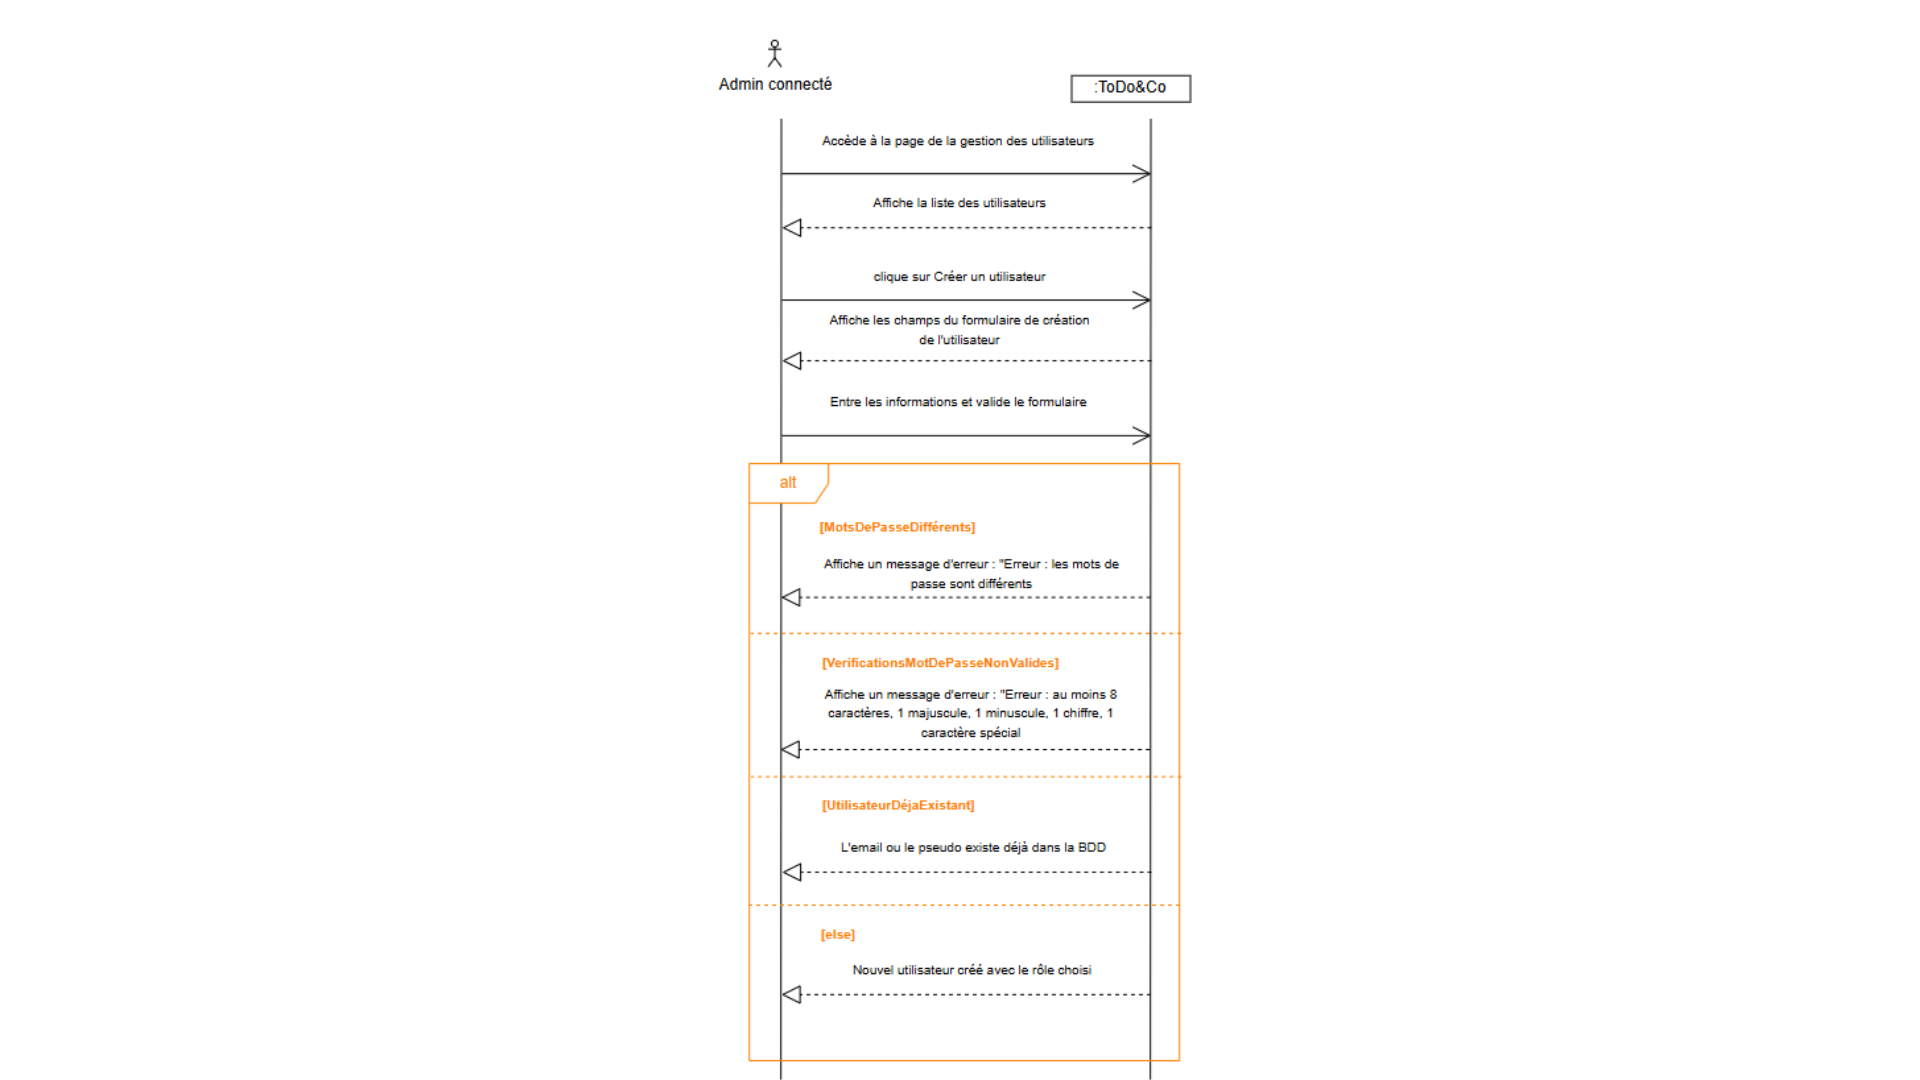 Admin connecté
:ToDo&Co
Accède à la page de la gestion des utilisateurs
Affiche la liste des utilisateurs
clique sur Créer un utilisateur
Affiche les champs du formulaire de création
de l'utilisateur
Entre les informations et valide le formulaire
alt
[MotsDePasseDifférents]
Affiche un message d'erreur : "Erreur : les mots de
passe sont différents
[VerificationsMotDePasseNonValides]
Affiche un message d'erreur : "Erreur : au moins 8
caractères, 1 majuscule, 1 minuscule, 1 chiffre, 1
caractère spécial
[UtilisateurDéjaExistant]
L'email ou le pseudo existe déjà dans la BDD
[else]
Nouvel utilisateur créé avec le rôle choisi